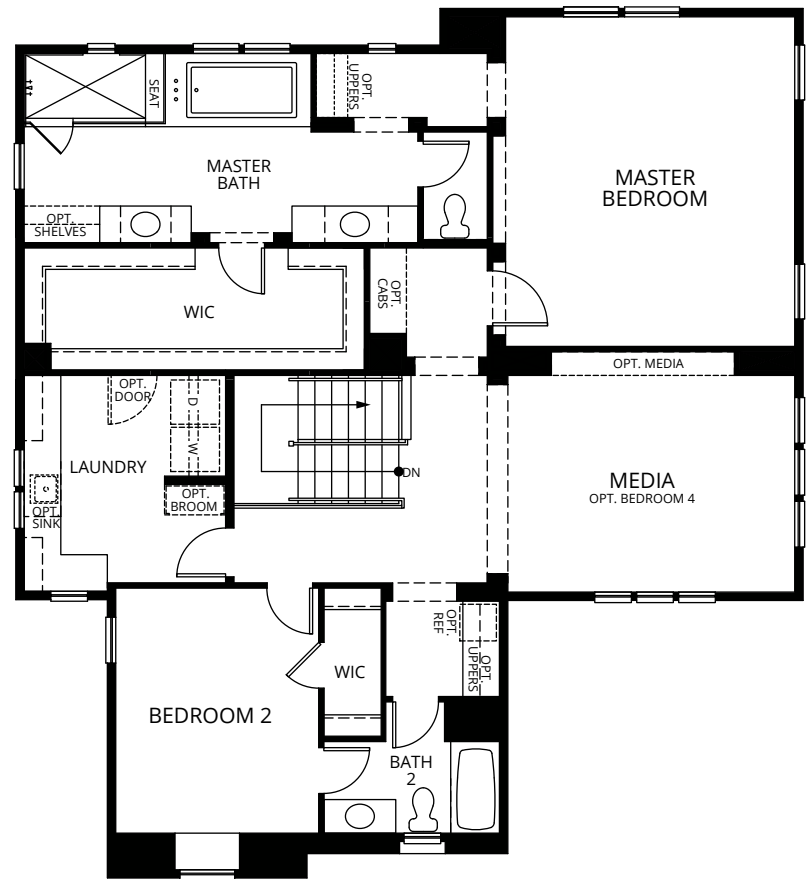 SEAT
OPT.
UPPERS
MASTER
BATH
MASTER
BEDROOM
OPT.
SHELVES
OPT.
CABS
WIC
OPT. MEDIA
OPT.
DOOR
D
W
LAUNDRY
OPT.
BROOM
OPT.
SINK
DN
MEDIA
OPT. BEDROOM 4
OPT.
REF
OPT.
UPPERS
WIC
BEDROOM 2
BATH
2